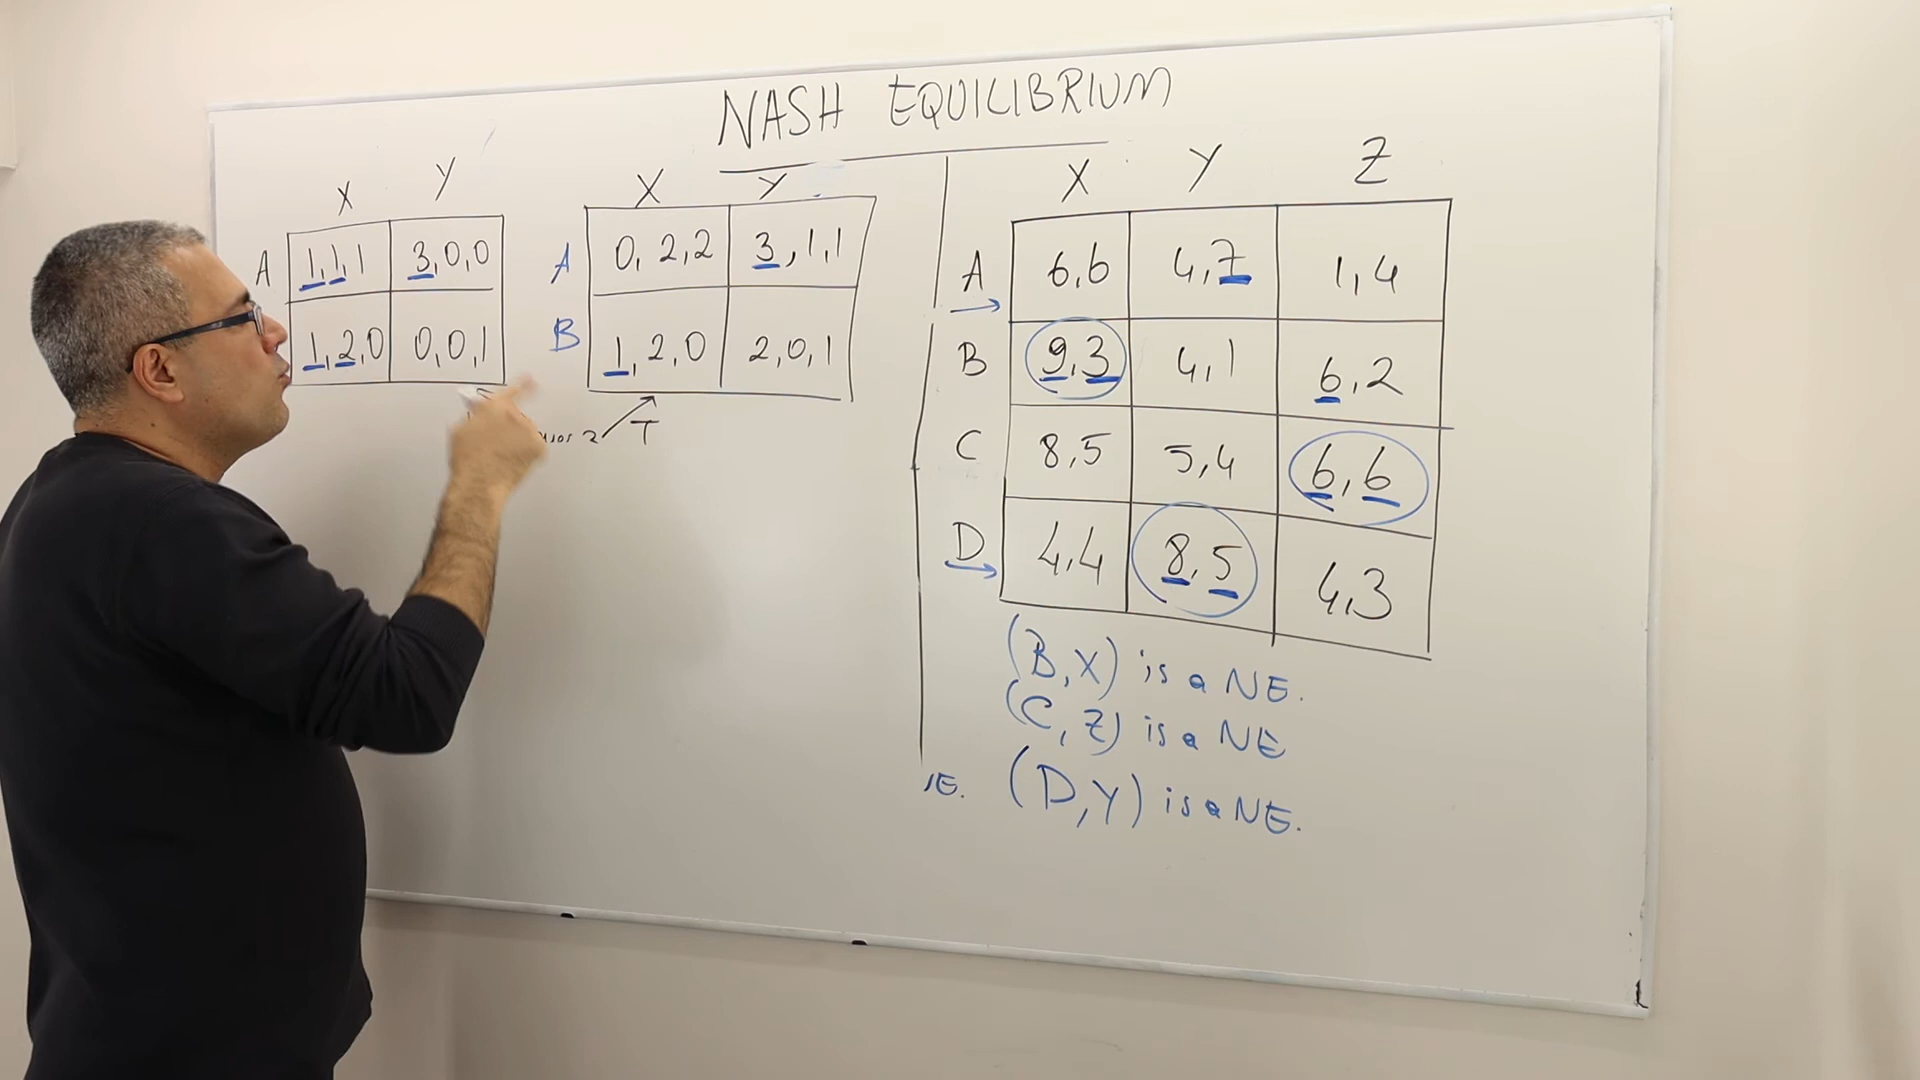 NASH EQUILIBRIUM
X Y
A 1,1,1 3,0,0
1,2,0 0,0,1
X Y
A 0,2,2 3,1,1
B 1,2,0 2,0,1
T
X Y Z
A 6,6 4,7 1,4
B 9,3 4,1 6,2
C 8,5 5,4 6,6
D 4,4 8,5 4,3
(B,X) is a NE.
(C,Z) is a NE
(D,Y) is a NE.